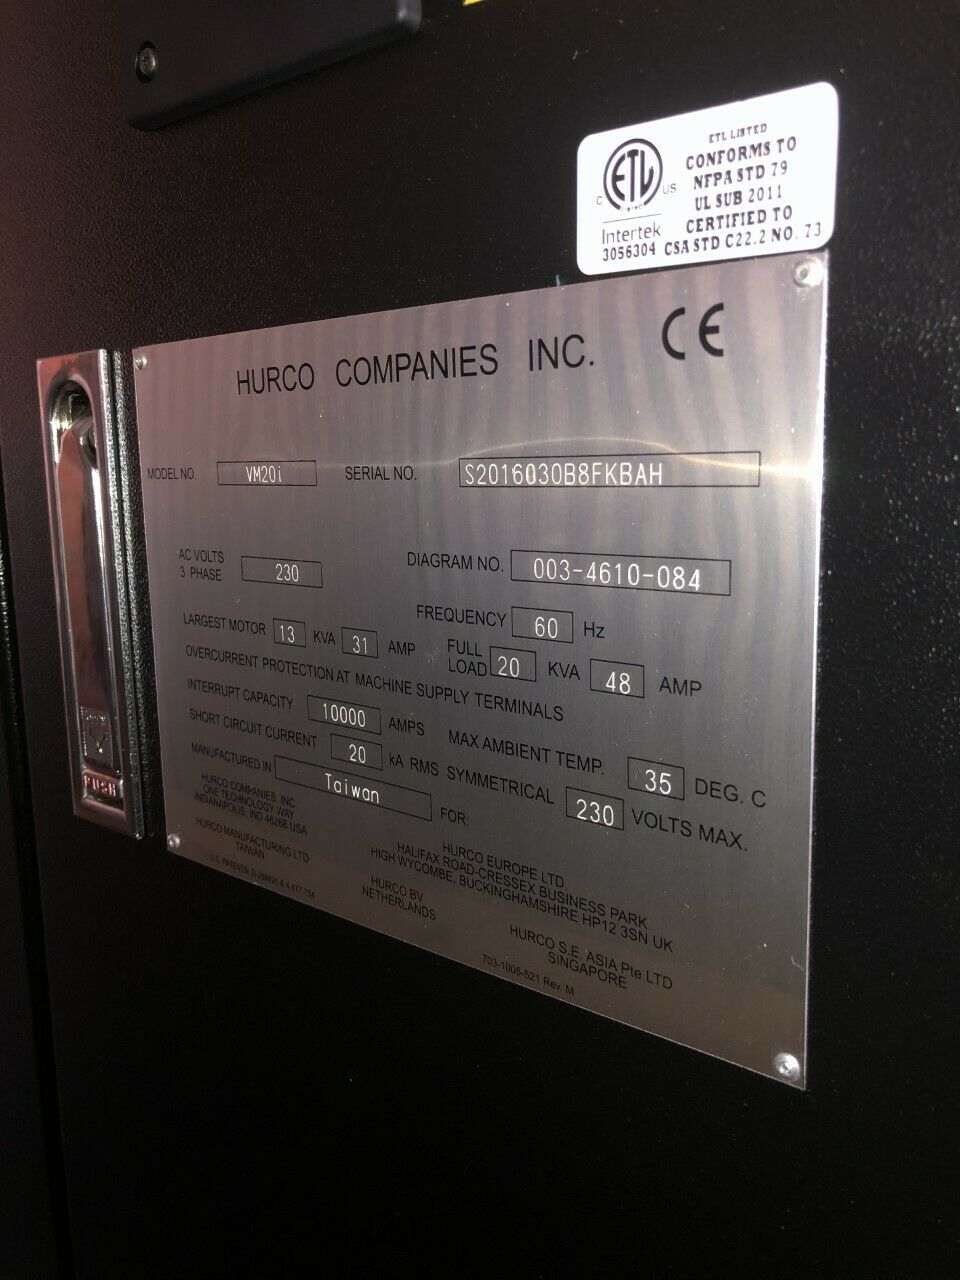 ETL LISTED
CONFORMS TO
NFPA STD 79
UL SUB 2011
CERTIFIED TO
CSA STD C22.2 NO. 73
C ETL US
Intertek
3056304
HURCO COMPANIES INC. CE
MODEL NO. VM20i SERIAL NO. S2016030B8FKBAH
AC VOLTS
3 PHASE 230 DIAGRAM NO. 003-4610-084
FREQUENCY 60 Hz
LARGEST MOTOR 13 KVA 31 AMP FULL
LOAD 20 KVA 48 AMP
OVERCURRENT PROTECTION AT MACHINE SUPPLY TERMINALS
INTERRUPT CAPACITY 10000 AMPS MAX AMBIENT TEMP. 35 DEG. C
SHORT CIRCUIT CURRENT 20 kA RMS SYMMETRICAL 230 VOLTS MAX.
MANUFACTURED IN Taiwan FOR:
HURCO COMPANIES, INC.
ONE TECHNOLOGY WAY
INDIANAPOLIS, IND 46268 USA
HURCO EUROPE LTD.
HALIFAX ROAD-CRESSEX BUSINESS PARK
HIGH WYCOMBE, BUCKINGHAMSHIRE HP12 3SN UK
HURCO MANUFACTURING LTD
TAIWAN
HURCO BV
NETHERLANDS
HURCO S.E. ASIA Pte LTD
SINGAPORE
U.S. PATENTS: & 4,477,754
703-1005-521 Rev. M
PUSH